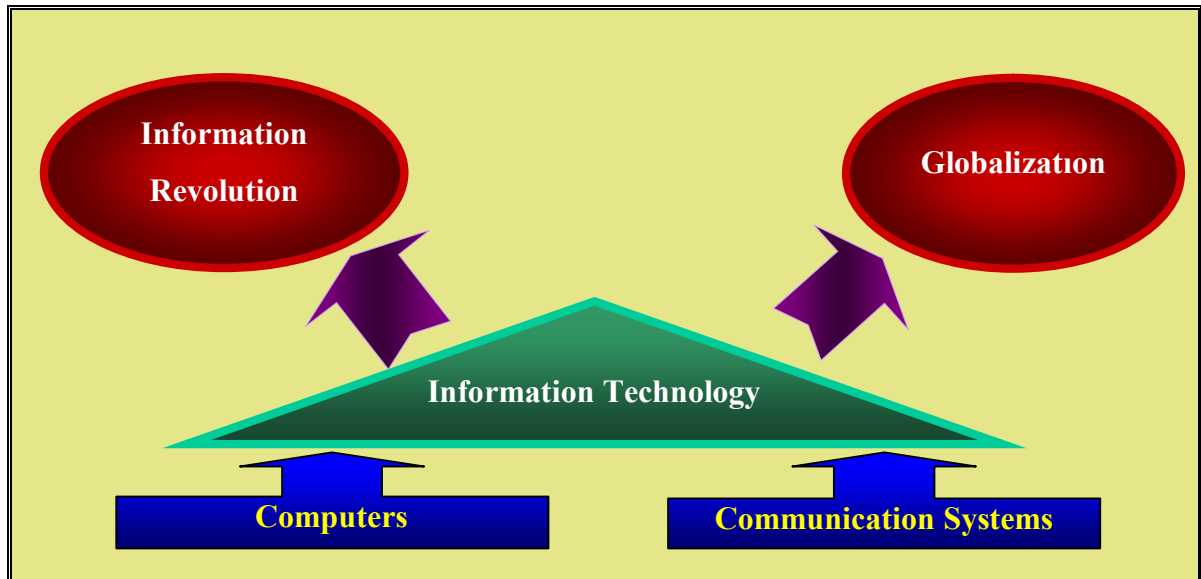 Information
Revolution
Globalizatıon
Information Technology
Computers
Communication Systems